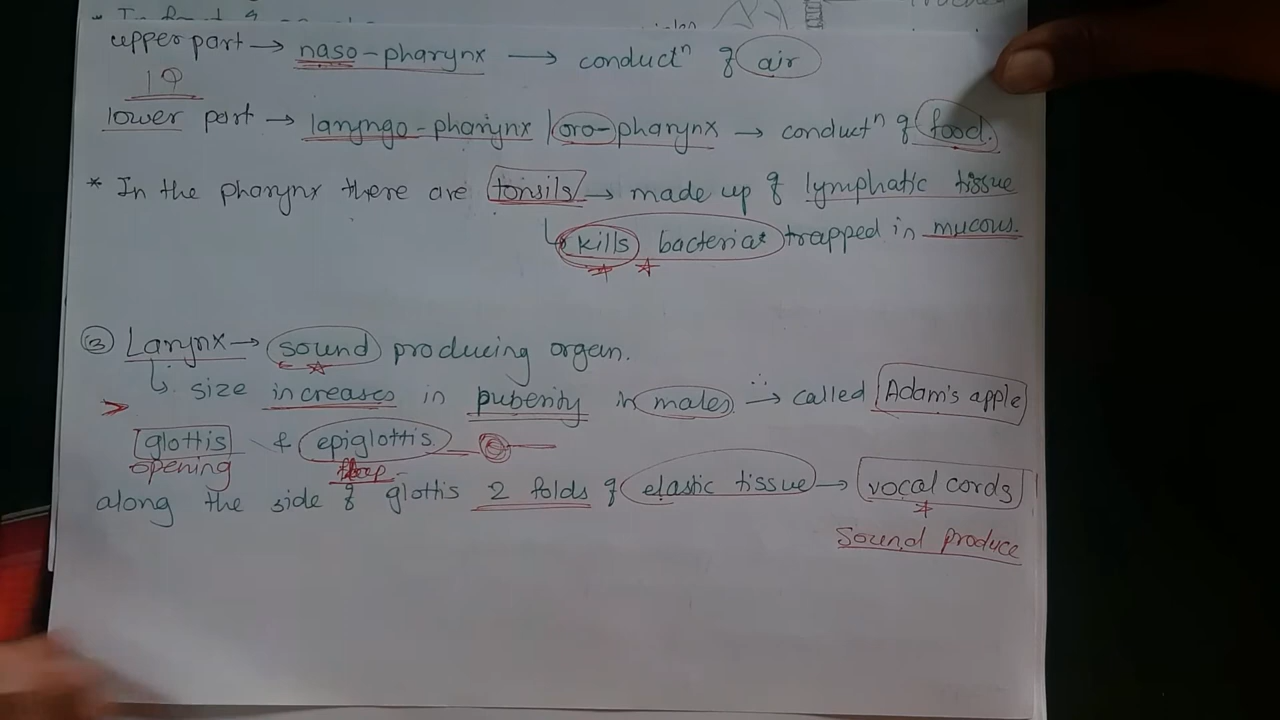 upper part → naso-pharynx → conductⁿ of air
1Q
lower part → laryngo-pharynx / oro-pharynx → conductⁿ of food.
* In the pharynx there are tonsils → made up of lymphatic tissue
↳ kills bacteria trapped in mucous.
③ Larynx → sound producing organ.
↳ size increases in puberity in males ∴ → called Adam's apple
glottis & epiglottis
opening flap
along the side of glottis 2 folds of elastic tissue → vocal cords
Sound produce